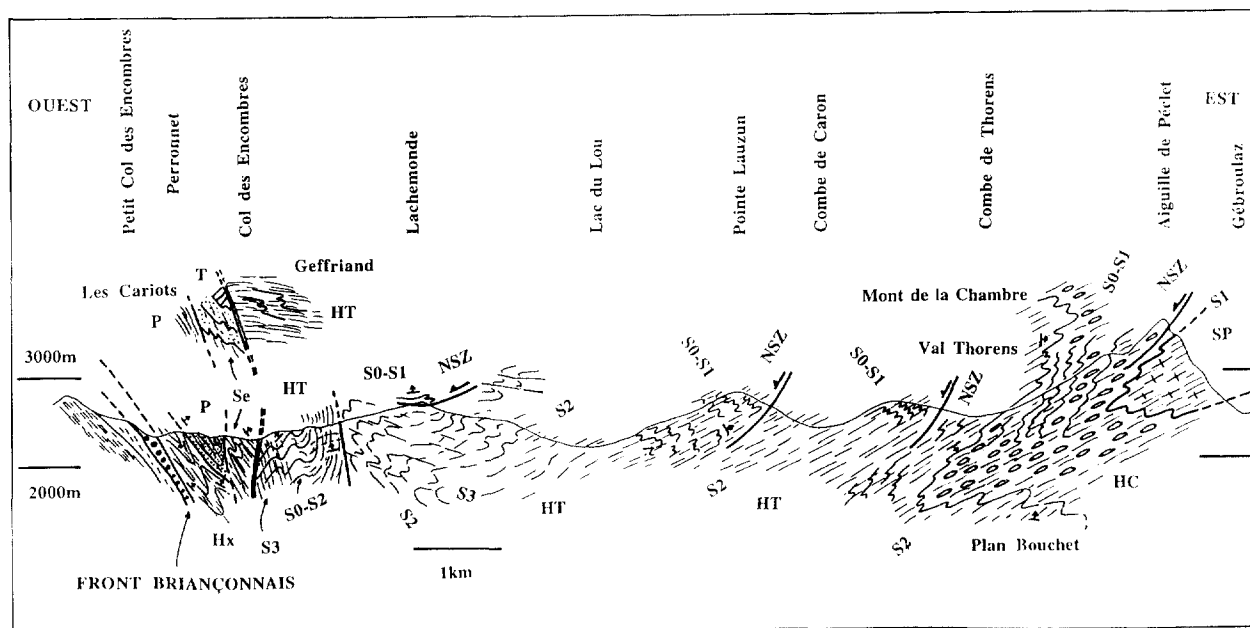 OUEST
EST
Petit Col des Encombres
Perronnet
Col des Encombres
Lachemonde
Lac du Lou
Pointe Lauzun
Combe de Caron
Combe de Thorens
Aiguille de Péclet
Gébroulaz
T
Geffriand
Les Cariots
P
HT
Mont de la Chambre
S0-S1
NSZ
S1
SP
Val Thorens
3000m
Se
HT
S0-S1
NSZ
S0-S1
NSZ
S0-S1
NSZ
P
S2
2000m
S0-S2
S2
S3
HT
S2
HT
S2
HC
Hx
S3
Plan Bouchet
1km
FRONT BRIANÇONNAIS